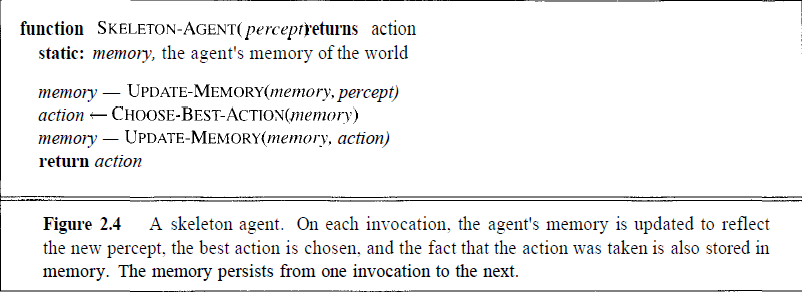 function SKELETON-AGENT( percept) returns action
static: memory, the agent's memory of the world
memory — UPDATE-MEMORY(memory, percept)
action ← CHOOSE-BEST-ACTION(memory)
memory — UPDATE-MEMORY(memory, action)
return action
Figure 2.4 A skeleton agent. On each invocation, the agent's memory is updated to reflect
the new percept, the best action is chosen, and the fact that the action was taken is also stored in
memory. The memory persists from one invocation to the next.